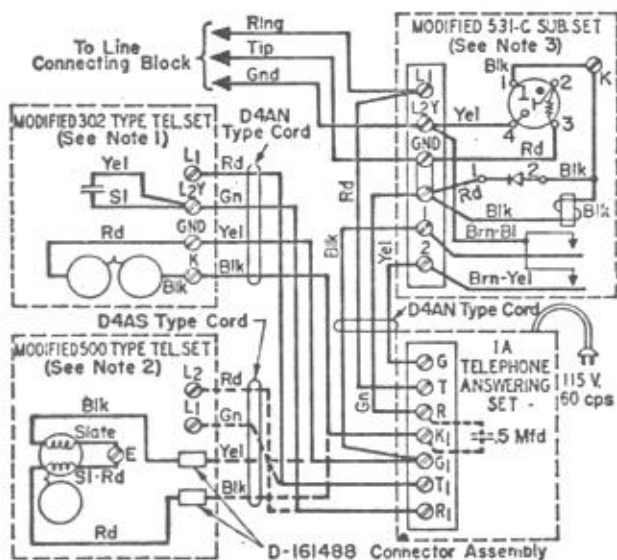 Ring
To Line
Connecting Block
Tip
Gnd
MODIFIED 531-C SUB. SET
(See Note 3)
Blk
K
1
2
4
3
L1
L2Y
Yel
GND
Rd
1
2
Blk
Rd
Blk
Blk
1
Brn-Bl
2
Brn-Yel
D4AN
Type Cord
MODIFIED 302 TYPE TEL. SET
(See Note 1)
Yel
Sl
L1
Rd
L2Y
Gn
GND
Yel
Rd
K
Blk
Blk
Rd
Blk
Yel
Gn
D4AS Type Cord
D4AN Type Cord
MODIFIED 500 TYPE TEL. SET
(See Note 2)
L2
Rd
L1
Gn
Blk
Slate
E
Sl-Rd
Yel
Blk
Rd
D-161488 Connector Assembly
G
T
R
K1
G1
T1
R1
1A
TELEPHONE
ANSWERING
SET
.5 Mfd
115 V.
60 cps